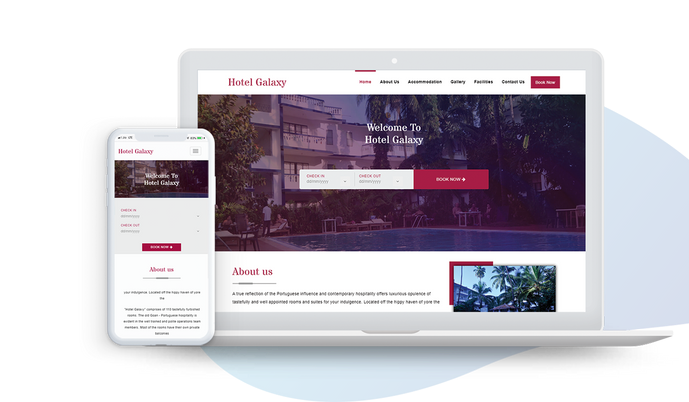 Hotel Galaxy
Home About Us Accommodation Gallery Facilities Contact Us Book Now
Welcome To
Hotel Galaxy
CHECK IN CHECK OUT
dd/mm/yyyy dd/mm/yyyy
BOOK NOW
About us
A true reflection of the Portuguese influence and contemporary hospitality offers luxurious opulence of
tastefully and well appointed rooms and suites for your indulgence. Located off the hippy haven of yore the
Hotel Galaxy
Welcome To
Hotel Galaxy
CHECK IN
dd/mm/yyyy
CHECK OUT
dd/mm/yyyy
BOOK NOW
About us
your indulgence. Located off the hippy haven of yore
the
"Hotel Galaxy" comprises of 113 tastefully furbished
rooms. The old Goan - Portuguese hospitality is
evident in the well trained and polite operations team
members. Most of the rooms have their own private
balconies